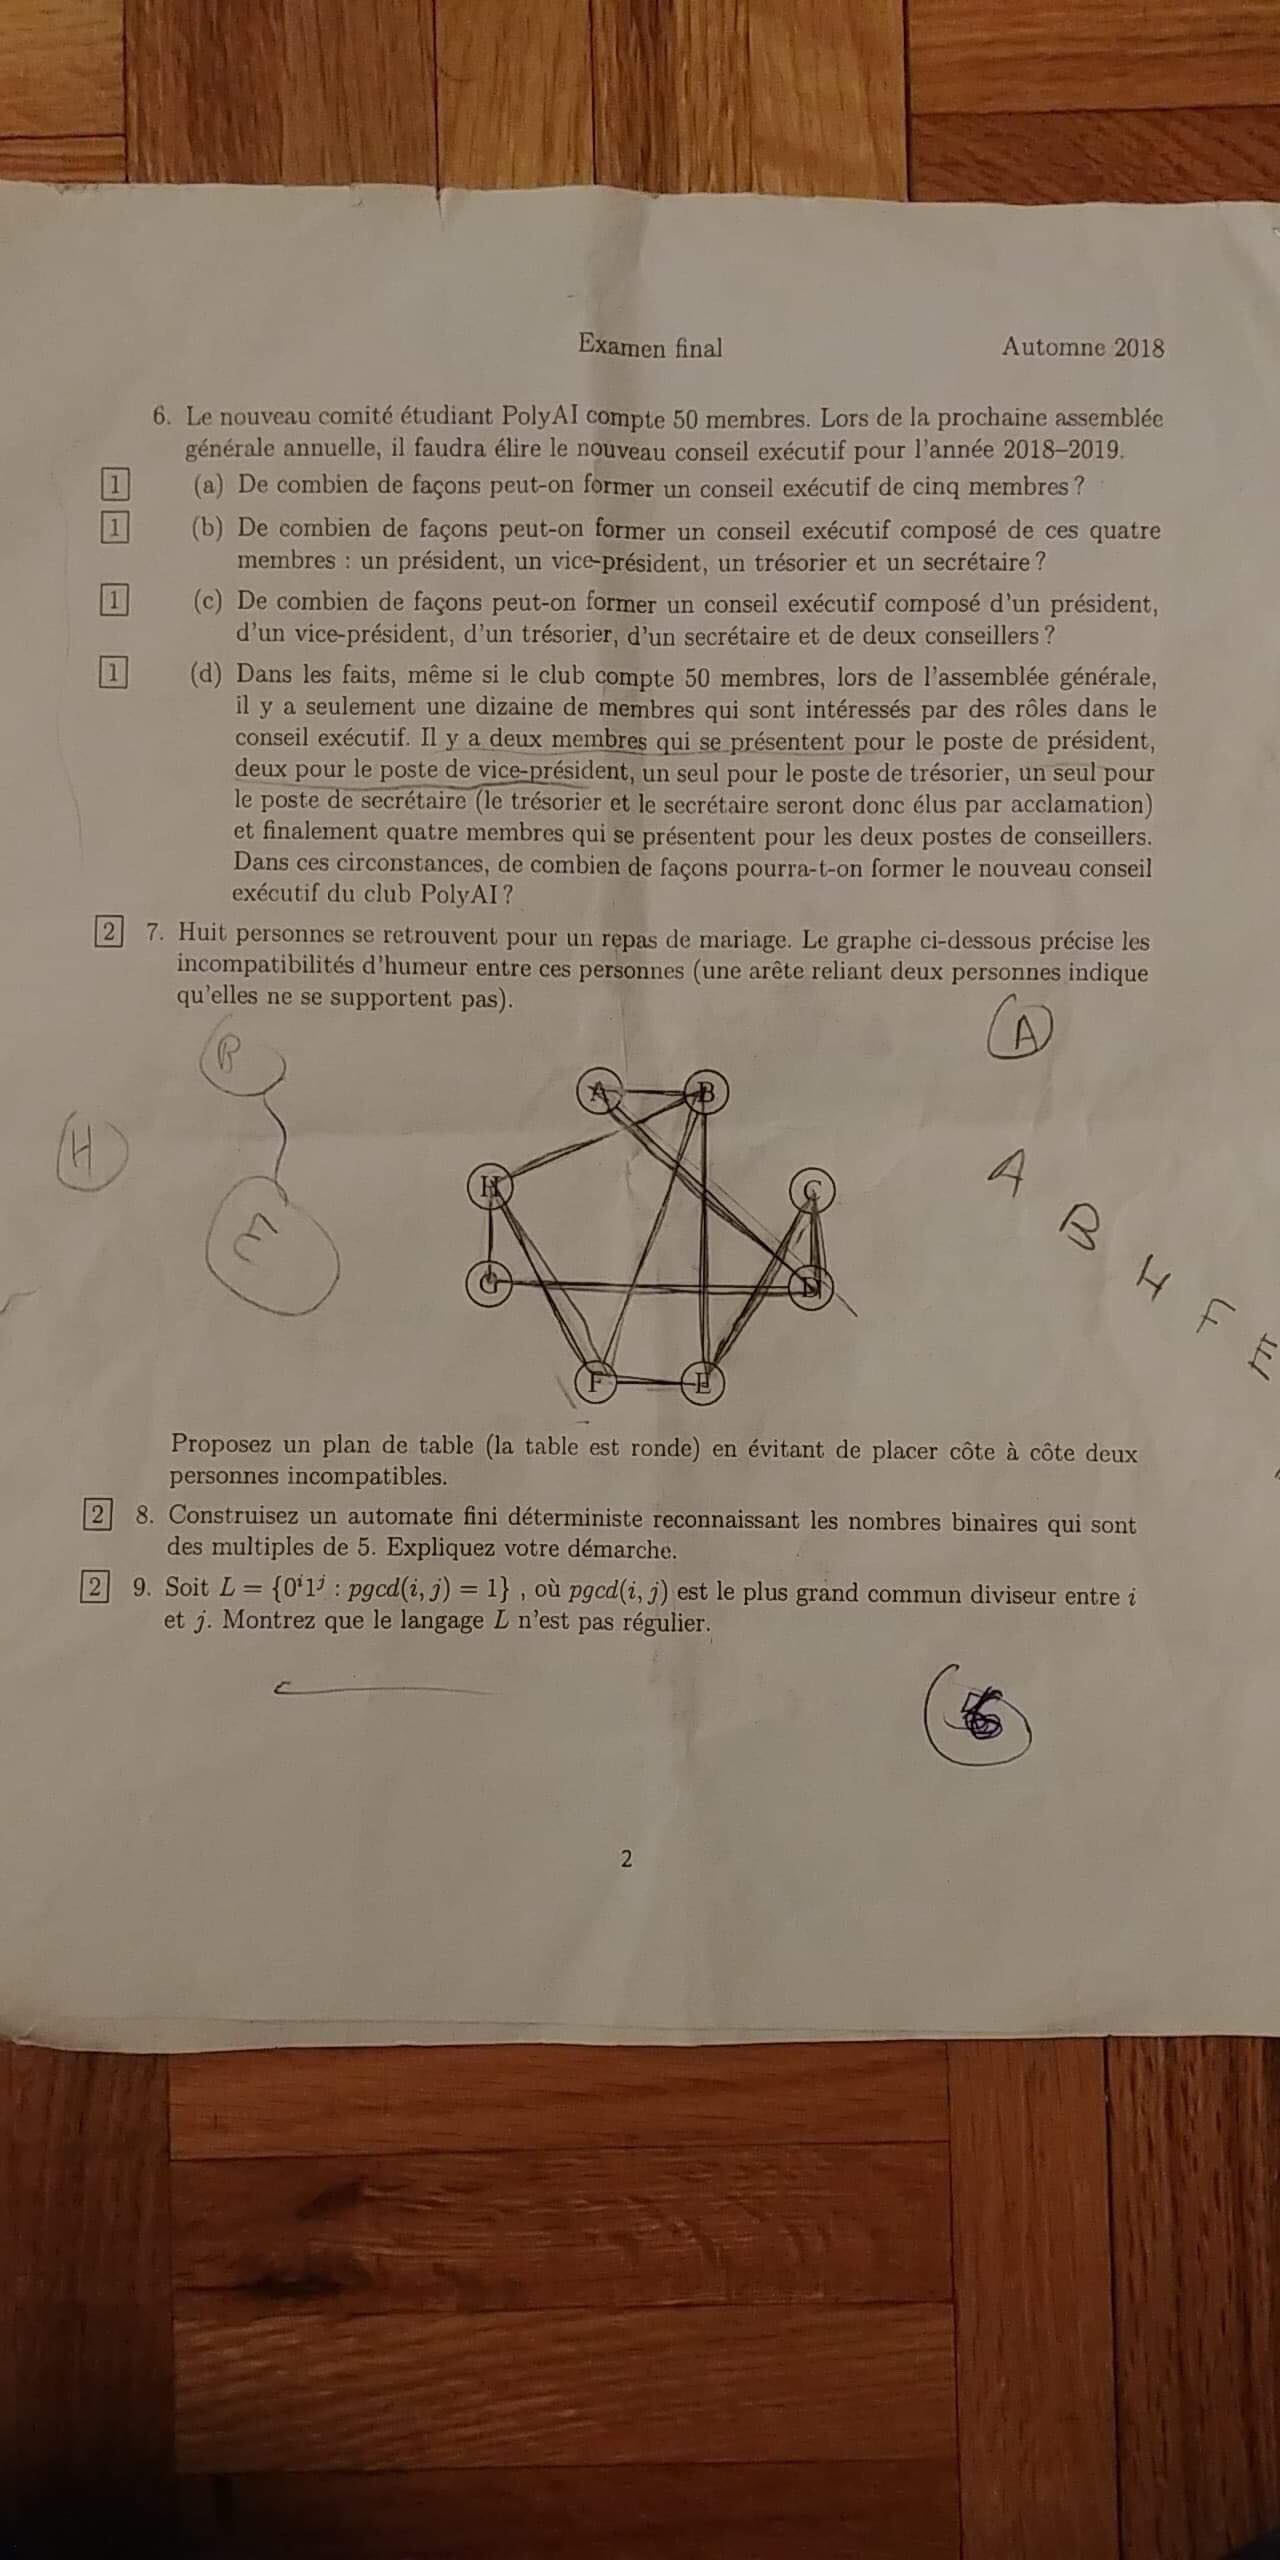 Examen final Automne 2018
6. Le nouveau comité étudiant PolyAI compte 50 membres. Lors de la prochaine assemblée
générale annuelle, il faudra élire le nouveau conseil exécutif pour l'année 2018–2019.
1 (a) De combien de façons peut-on former un conseil exécutif de cinq membres ?
1 (b) De combien de façons peut-on former un conseil exécutif composé de ces quatre
membres : un président, un vice-président, un trésorier et un secrétaire ?
1 (c) De combien de façons peut-on former un conseil exécutif composé d'un président,
d'un vice-président, d'un trésorier, d'un secrétaire et de deux conseillers ?
1 (d) Dans les faits, même si le club compte 50 membres, lors de l'assemblée générale,
il y a seulement une dizaine de membres qui sont intéressés par des rôles dans le
conseil exécutif. Il y a deux membres qui se présentent pour le poste de président,
deux pour le poste de vice-président, un seul pour le poste de trésorier, un seul pour
le poste de secrétaire (le trésorier et le secrétaire seront donc élus par acclamation)
et finalement quatre membres qui se présentent pour les deux postes de conseillers.
Dans ces circonstances, de combien de façons pourra-t-on former le nouveau conseil
exécutif du club PolyAI ?
2 7. Huit personnes se retrouvent pour un repas de mariage. Le graphe ci-dessous précise les
incompatibilités d'humeur entre ces personnes (une arête reliant deux personnes indique
qu'elles ne se supportent pas).
A
B
A B
H
H C
A
B
G D
H
F
F E
E
Proposez un plan de table (la table est ronde) en évitant de placer côte à côte deux
personnes incompatibles.
2 8. Construisez un automate fini déterministe reconnaissant les nombres binaires qui sont
des multiples de 5. Expliquez votre démarche.
2 9. Soit L = {0ⁱ1ʲ : pgcd(i, j) = 1} , où pgcd(i, j) est le plus grand commun diviseur entre i
et j. Montrez que le langage L n'est pas régulier.
2